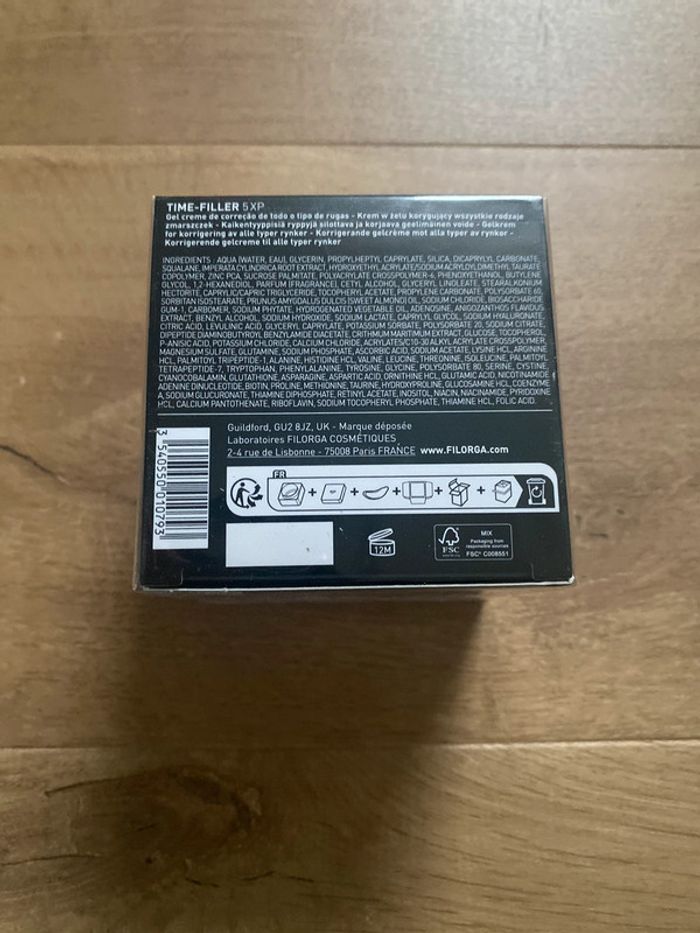 TIME-FILLER 5XP
Gel creme de correção de todo o tipo de rugas - Krem w żelu korygujący wszystkie rodzaje
zmarszczek - Kaikentyyppisiä ryppyjä silottava ja korjaava geelimäinen voide - Gelkrem
for korrigering av alle typer rynker - Korrigerande gelcrème mot alla typer av rynkor -
Korrigerende gelcreme til alle typer rynker
INGREDIENTS : AQUA (WATER, EAU), GLYCERIN, PROPYLHEPTYL CAPRYLATE, SILICA, DICAPRYLYL CARBONATE,
SQUALANE, IMPERATA CYLINDRICA ROOT EXTRACT, HYDROXYETHYL ACRYLATE/SODIUM ACRYLOYLDIMETHYL TAURATE
COPOLYMER, ZINC PCA, SUCROSE PALMITATE, POLYACRYLATE CROSSPOLYMER-6, PHENOXYETHANOL, BUTYLENE
GLYCOL, 1,2-HEXANEDIOL, PARFUM (FRAGRANCE), CETYL ALCOHOL, GLYCERYL LINOLEATE, STEARALKONIUM
HECTORITE, CAPRYLIC/CAPRIC TRIGLYCERIDE, TOCOPHERYL ACETATE, PROPYLENE CARBONATE, POLYSORBATE 60,
SORBITAN ISOSTEARATE, PRUNUS AMYGDALUS DULCIS (SWEET ALMOND) OIL, SODIUM CHLORIDE, BIOSACCHARIDE
GUM-1, CARBOMER, SODIUM PHYTATE, HYDROGENATED VEGETABLE OIL, ADENOSINE, ANIGOZANTHOS FLAVIDUS
EXTRACT, BENZYL ALCOHOL, SODIUM HYDROXIDE, SODIUM LACTATE, CAPRYLYL GLYCOL, SODIUM HYALURONATE,
CITRIC ACID, LEVULINIC ACID, GLYCERYL CAPRYLATE, POTASSIUM SORBATE, POLYSORBATE 20, SODIUM CITRATE,
DIPEPTIDE DIAMINOBUTYROYL BENZYLAMIDE DIACETATE, CRITHMUM MARITIMUM EXTRACT, GLUCOSE, TOCOPHEROL,
P-ANISIC ACID, POTASSIUM CHLORIDE, CALCIUM CHLORIDE, ACRYLATES/C10-30 ALKYL ACRYLATE CROSSPOLYMER,
MAGNESIUM SULFATE, GLUTAMINE, SODIUM PHOSPHATE, ASCORBIC ACID, SODIUM ACETATE, LYSINE HCL, ARGININE
HCL, PALMITOYL TRIPEPTIDE-1, ALANINE, HISTIDINE HCL, VALINE, LEUCINE, THREONINE, ISOLEUCINE, PALMITOYL
TETRAPEPTIDE-7, TRYPTOPHAN, PHENYLALANINE, TYROSINE, GLYCINE, POLYSORBATE 80, SERINE, CYSTINE,
CYANOCOBALAMIN, GLUTATHIONE, ASPARAGINE, ASPARTIC ACID, ORNITHINE HCL, GLUTAMIC ACID, NICOTINAMIDE
ADENINE DINUCLEOTIDE, BIOTIN, PROLINE, METHIONINE, TAURINE, HYDROXYPROLINE, GLUCOSAMINE HCL, COENZYME
A, SODIUM GLUCURONATE, THIAMIN DIPHOSPHATE, RETINYL ACETATE, INOSITOL, NIACIN, NIACINAMIDE, PYRIDOXINE
HCL, CALCIUM PANTOTHENATE, RIBOFLAVIN, SODIUM TOCOPHERYL PHOSPHATE, THIAMINE HCL, FOLIC ACID.
Guildford, GU2 8JZ, UK - Marque déposée
Laboratoires FILORGA COSMÉTIQUES
2-4 rue de Lisbonne - 75008 Paris FRANCE www.FILORGA.com
3 540550 010793
FR
12M
FSC
MIX
Packaging from
responsible sources
FSC® C008551